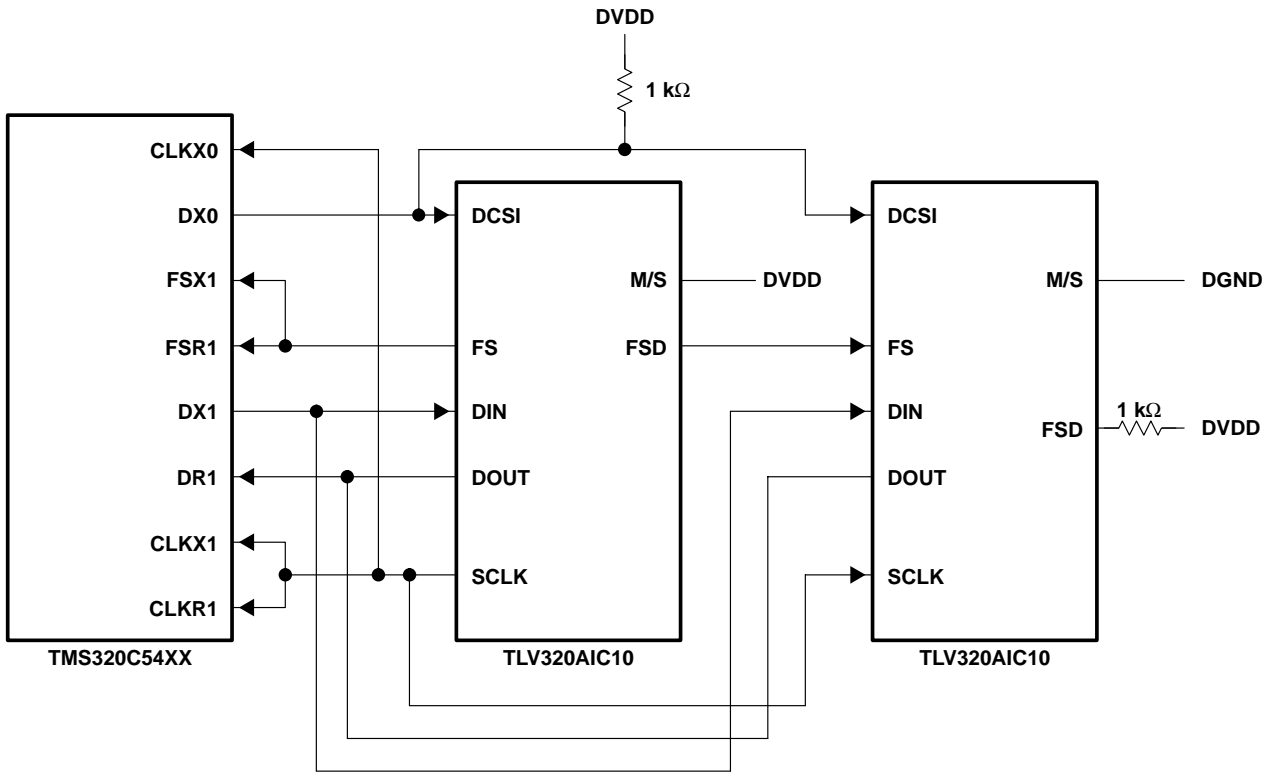 DVDD
1 kΩ
CLKX0
DX0
FSX1
FSR1
DX1
DR1
CLKX1
CLKR1
TMS320C54XX
DCSI
M/S
DVDD
FS
FSD
DIN
DOUT
SCLK
TLV320AIC10
DCSI
M/S
DGND
FS
DIN
FSD
1 kΩ
DVDD
DOUT
SCLK
TLV320AIC10